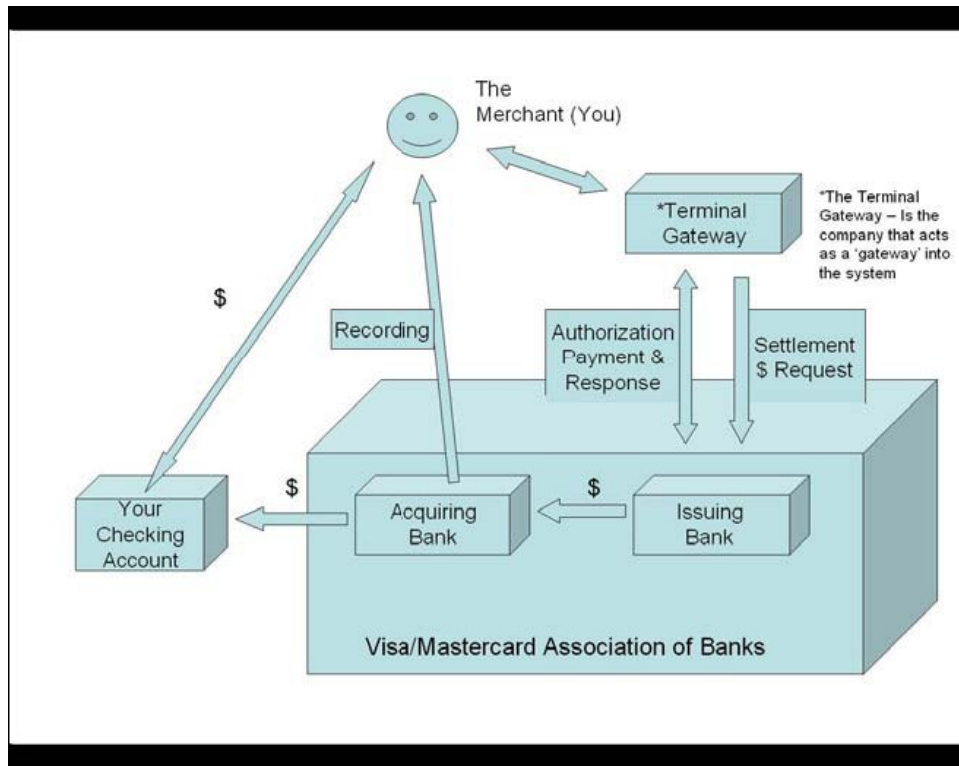 The
Merchant (You)
*Terminal
Gateway
*The Terminal
Gateway – Is the
company that acts
as a 'gateway' into
the system
$
Recording
Authorization
Payment &
Response
Settlement
$ Request
Your
Checking
Account
$
Acquiring
Bank
$
Issuing
Bank
Visa/Mastercard Association of Banks